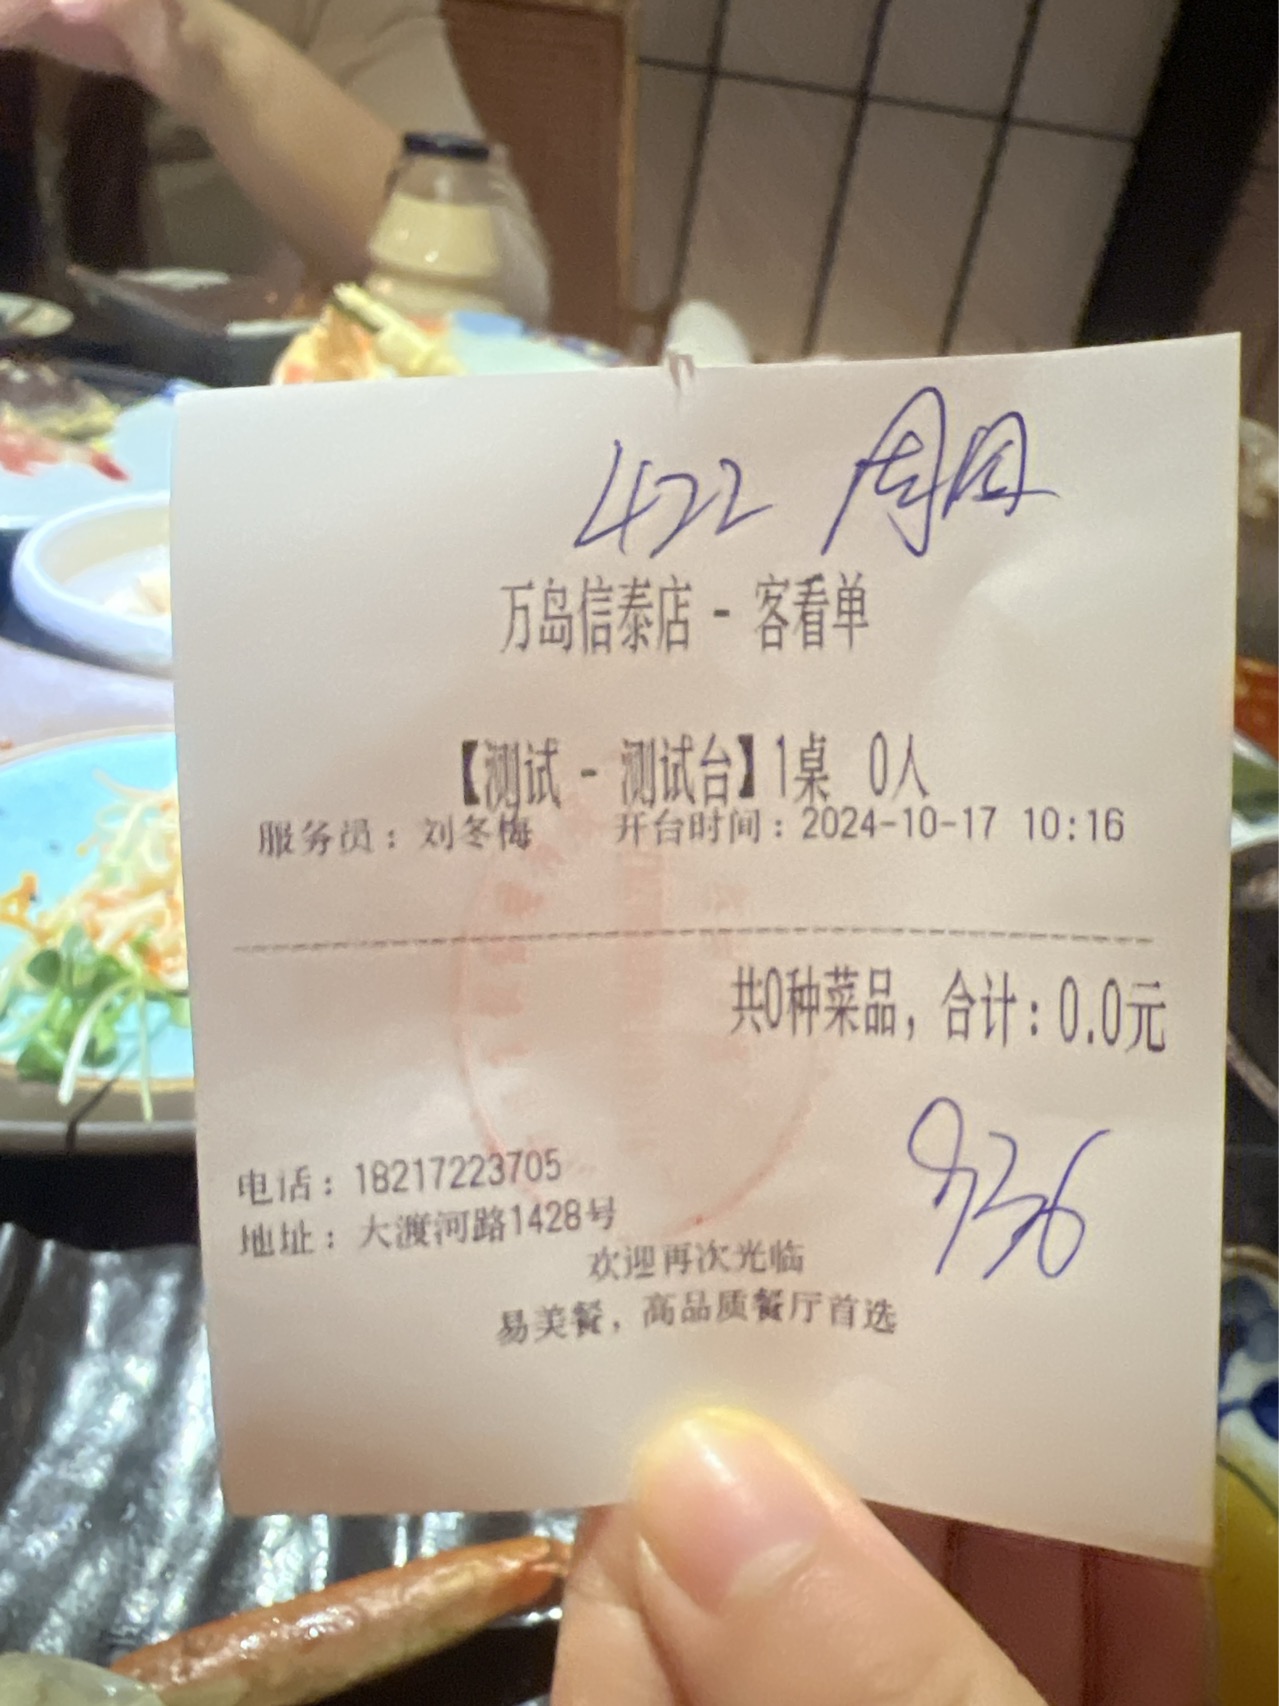 422 周囡
万岛信泰店 - 客看单
【测试 - 测试台】1桌 0人
服务员：刘冬梅 开台时间：2024-10-17 10:16
共0种菜品，合计：0.0元
936
电话：18217223705
地址：大渡河路1428号
欢迎再次光临
易美餐，高品质餐厅首选